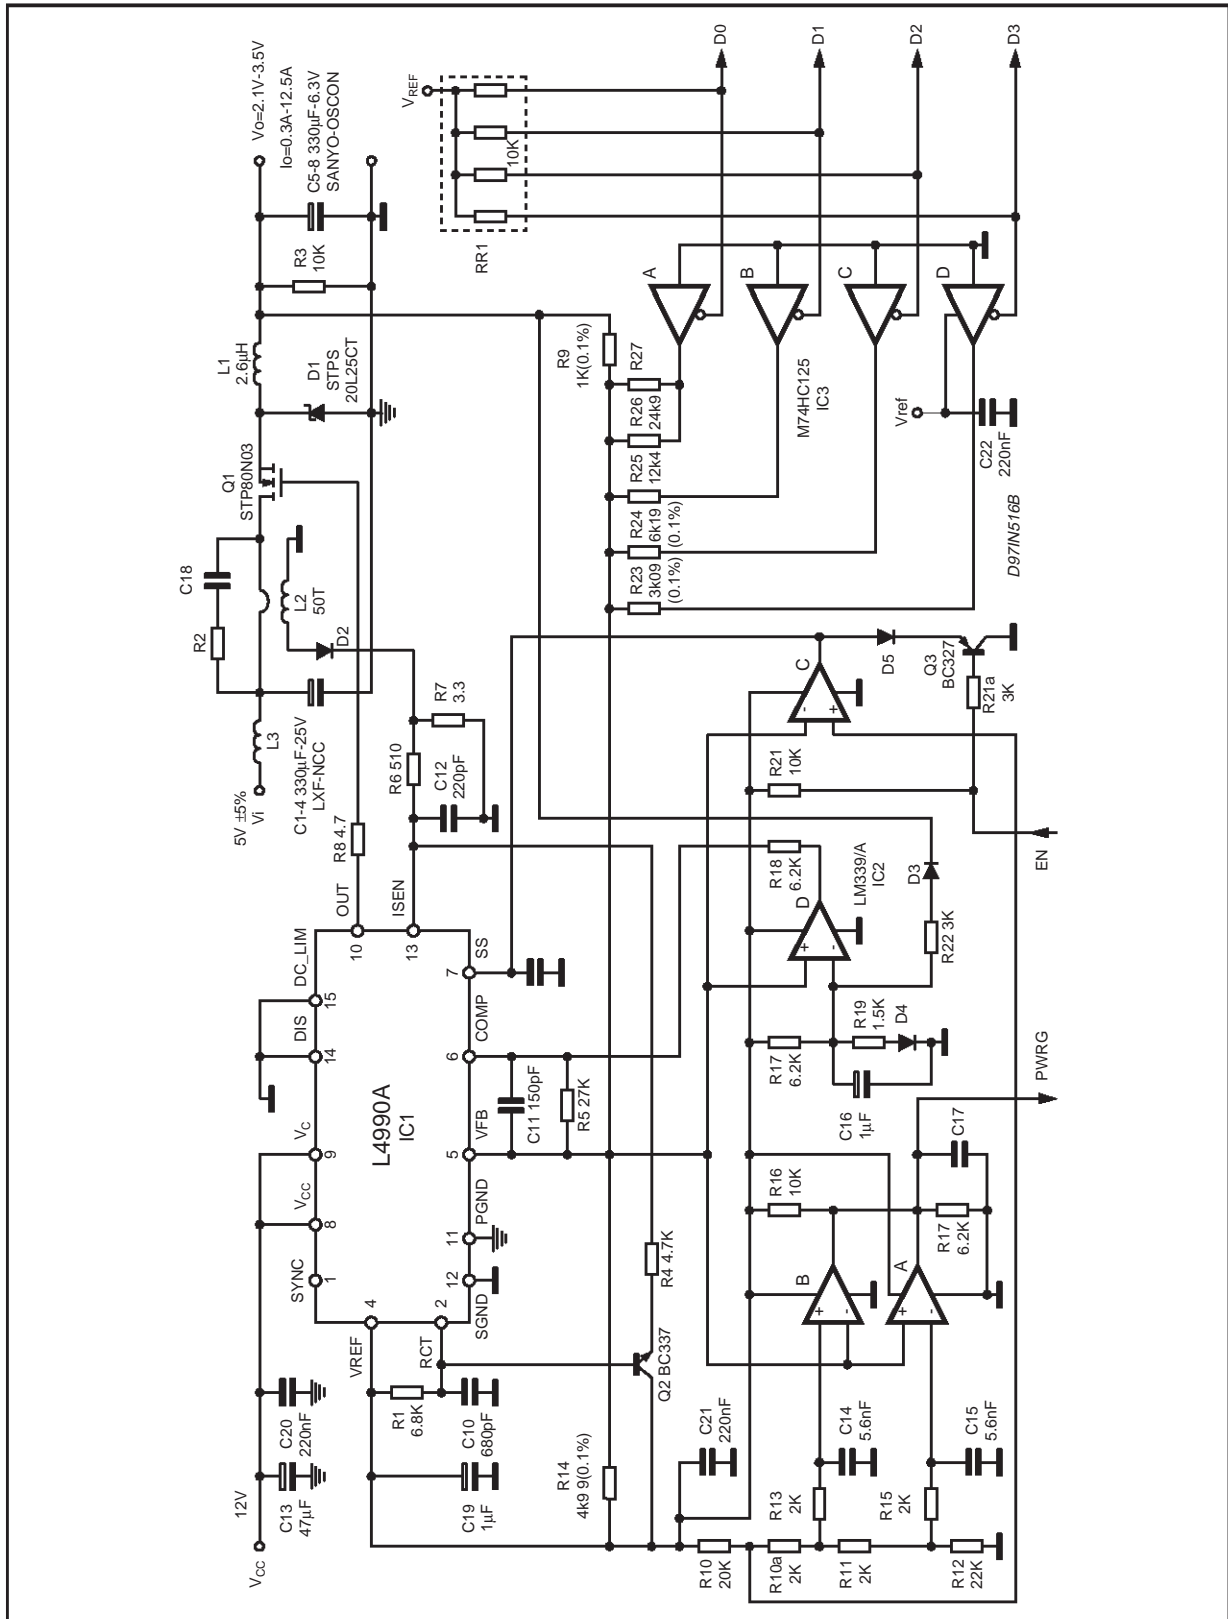 VCC
12V
C13
47µF
C20
220nF
VREF
4
SYNC
1
8
VCC
9
VC
14
DIS
15
DC_LIM
L4990A
IC1
OUT
10
ISEN
13
SS
7
COMP
6
VFB
5
PGND
11
12
SGND
RCT
2
R8 4.7
5V ±5%
Vi
C1-4 330µF-25V
LXF-NCC
L3
R2
C18
D2
L2
50T
Q1
STP80N03
L1
2.6µH
D1
STPS
20L25CT
R3
10K
Vo=2.1V-3.5V
Io=0.3A-12.5A
C5-8 330µF-6.3V
SANYO-OSCON
R1
6.8K
C10
680pF
C19
1µF
R6 510
C12
220pF
R7
3.3
C11 150pF
R5 27K
R4 4.7K
Q2 BC337
R14
4k9 9(0.1%)
VREF
RR1
10K
D0
D1
D2
D3
R9
1K(0.1%)
R23
3k09
(0.1%)
R24
6k19
(0.1%)
R25
12k4
R26
24k9
R27
A
B
C
D
M74HC125
IC3
Vref
C22
220nF
D97IN516B
C21
220nF
R10
20K
R10a
2K
R11
2K
R12
22K
R13
2K
R15
2K
C14
5.6nF
C15
5.6nF
B
+
-
A
+
-
R16
10K
R17
6.2K
C17
PWRG
R17
6.2K
C16
1µF
R19
1.5K
D4
D
+
-
LM339/A
IC2
R18
6.2K
R22 3K
D3
R21
10K
EN
C
-
+
D5
Q3
BC327
R21a
3K